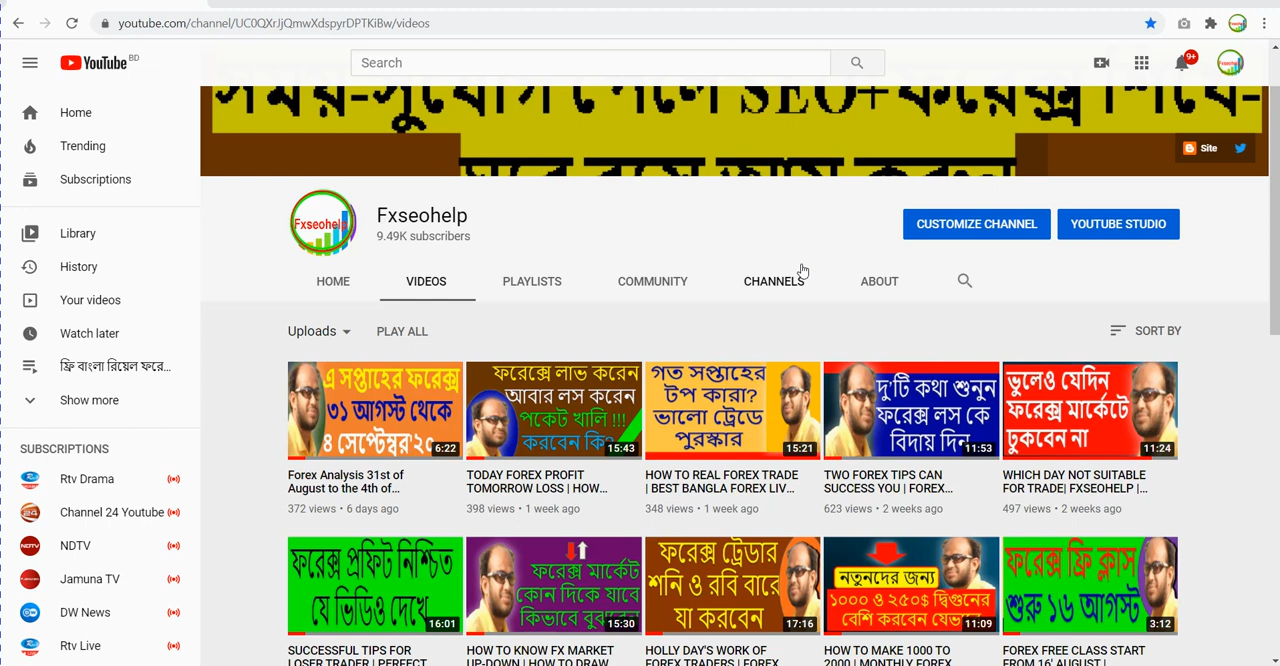 youtube.com/channel/UC0QXrJjQmwXdspyrDPTKiBw/videos
YouTube BD
Search
9+
Home
Trending
Subscriptions
Library
History
Your videos
Watch later
ফ্রি বাংলা রিয়েল ফরে...
Show more
SUBSCRIPTIONS
Rtv Drama
Channel 24 Youtube
NDTV
Jamuna TV
DW News
Rtv Live
সময়-সুযোগ পেলে SEO+ফরেক্স শিখে-
Site
Fxseohelp
Fxseohelp
9.49K subscribers
CUSTOMIZE CHANNEL
YOUTUBE STUDIO
HOME
VIDEOS
PLAYLISTS
COMMUNITY
CHANNELS
ABOUT
Uploads
PLAY ALL
SORT BY
এ সপ্তাহের ফরেক্স
৩১ আগস্ট থেকে
৪ সেপ্টেম্বর'২০
6:22
Forex Analysis 31st of
August to the 4th of...
372 views • 6 days ago
ফরেক্সে লাভ করেন
আবার লস করেন
পকেট খালি !!!
করবেন কি
15:43
TODAY FOREX PROFIT
TOMORROW LOSS | HOW...
398 views • 1 week ago
গত সপ্তাহের
টপ কারা?
ভালো ট্রেডে
পুরস্কার
15:21
HOW TO REAL FOREX TRADE
| BEST BANGLA FOREX LIV...
348 views • 1 week ago
দু'টি কথা শুনুন
ফরেক্স লস কে
বিদায় দিন
11:53
TWO FOREX TIPS CAN
SUCCESS YOU | FOREX...
623 views • 2 weeks ago
ভুলেও যেদিন
ফরেক্স মার্কেটে
ঢুকবেন না
11:24
WHICH DAY NOT SUITABLE
FOR TRADE| FXSEOHELP |...
497 views • 2 weeks ago
ফরেক্স প্রফিট নিশ্চিত
যে ভিডিও দেখে
16:01
SUCCESSFUL TIPS FOR
LOSER TRADER | PERFECT
ফরেক্স মার্কেট
কোন দিকে যাবে
কিভাবে বুঝবেন
15:30
HOW TO KNOW FX MARKET
UP-DOWN | HOW TO DRAW
ফরেক্স ট্রেডার
শনি ও রবি বারে
যা করবেন
17:16
HOLLY DAY'S WORK OF
FOREX TRADERS | FOREX
নতুনদের জন্য
১০০০ ও ২৫০$ দ্বিগুনের
বেশি করবেন যেভাবে
11:09
HOW TO MAKE 1000 TO
2000 | MONTHLY FOREX
ফরেক্স ফ্রি ক্লাস
শুরু ১৬ আগস্ট
3:12
FOREX FREE CLASS START
FROM 16' AUGUST |